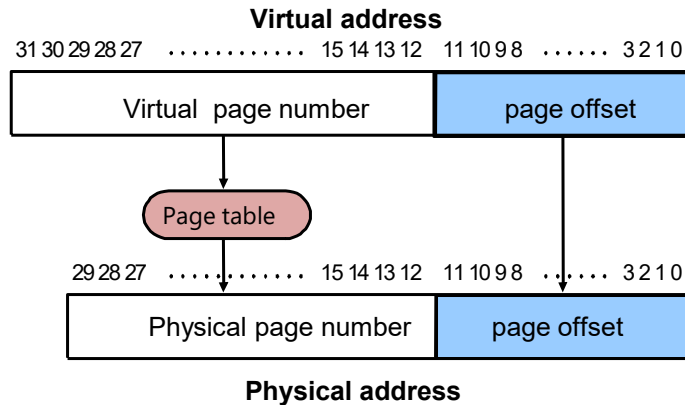 Virtual address
31 30 29 28 27 ............ 15 14 13 12 11 10 9 8 ...... 3 2 1 0
Virtual page number page offset
Page table
29 28 27 ............ 15 14 13 12 11 10 9 8 ...... 3 2 1 0
Physical page number page offset
Physical address